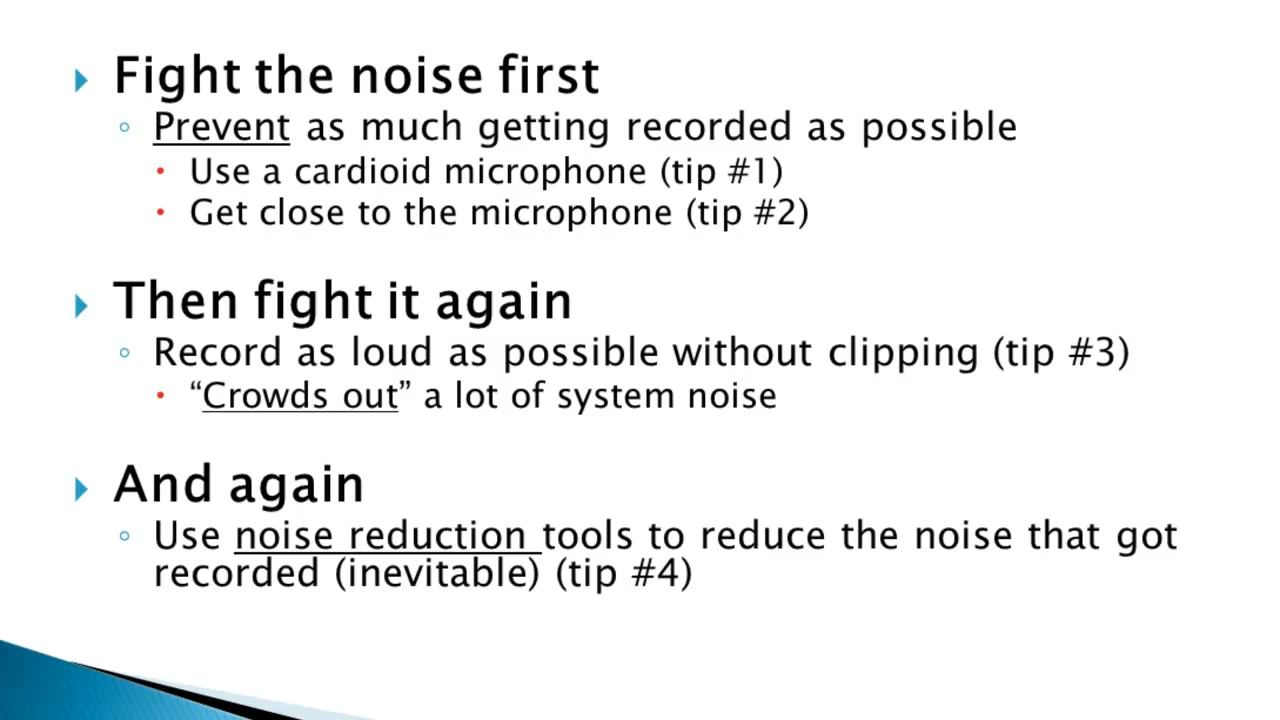 Fight the noise first
Prevent as much getting recorded as possible
Use a cardioid microphone (tip #1)
Get close to the microphone (tip #2)
Then fight it again
Record as loud as possible without clipping (tip #3)
“Crowds out” a lot of system noise
And again
Use noise reduction tools to reduce the noise that got
recorded (inevitable) (tip #4)